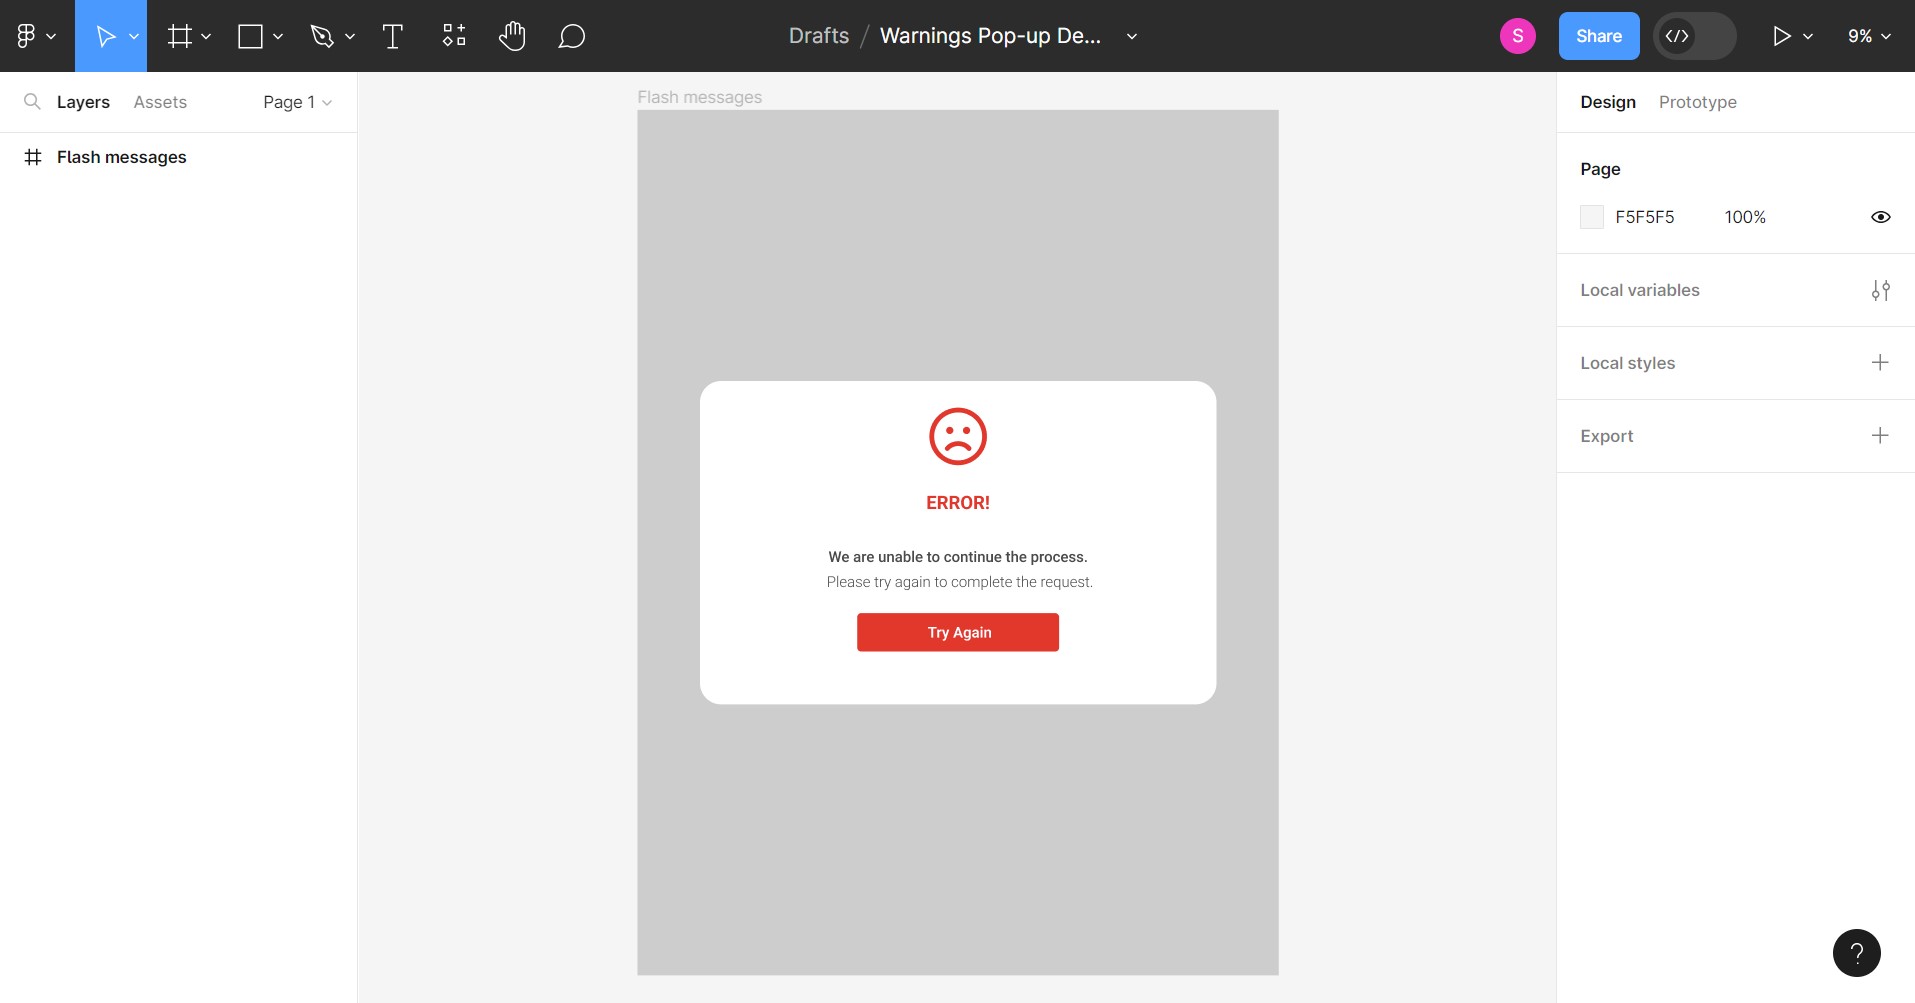 Drafts / Warnings Pop-up De...
S
Share
</>
9%
Layers Assets Page 1
Flash messages
Flash messages
ERROR!
We are unable to continue the process.
Please try again to complete the request.
Try Again
Design Prototype
Page
F5F5F5 100%
Local variables
Local styles
Export
?